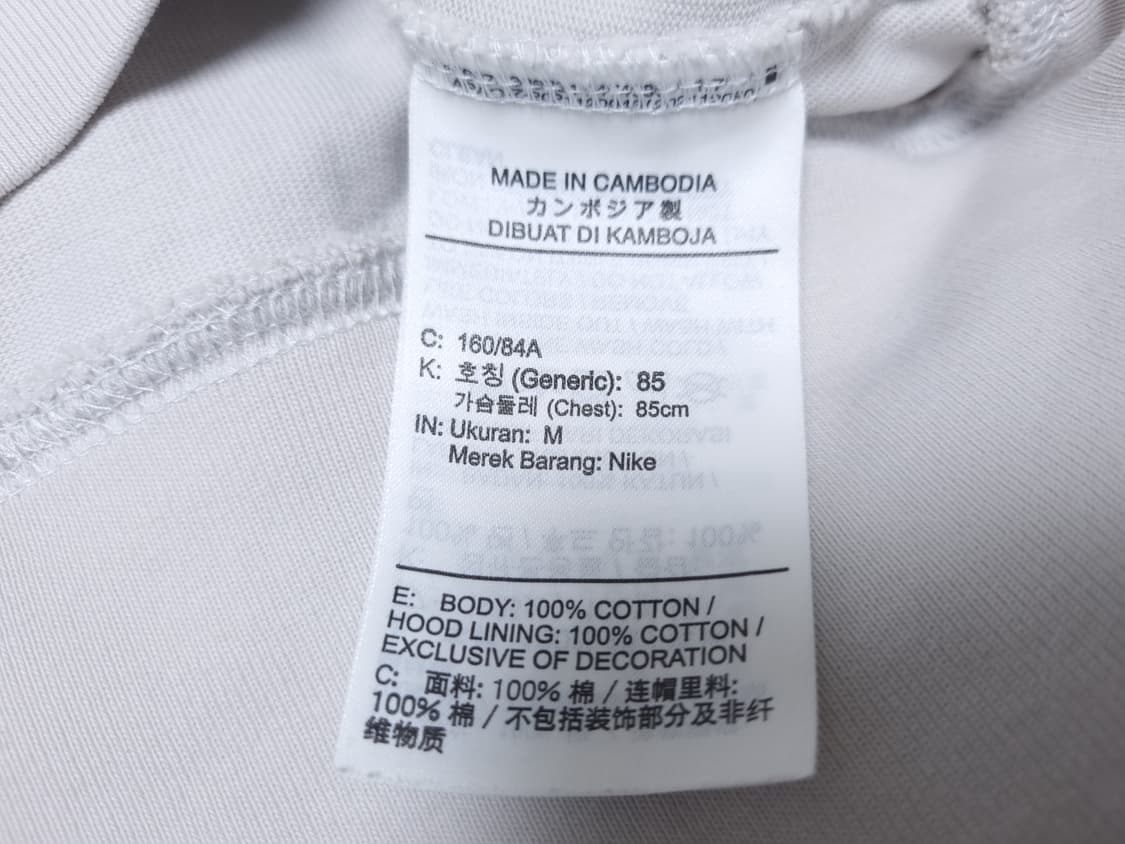 MADE IN CAMBODIA
カンボジア製
DIBUAT DI KAMBOJA
C: 160/84A
K: 호칭 (Generic): 85
가슴둘레 (Chest): 85cm
IN: Ukuran: M
Merek Barang: Nike
E: BODY: 100% COTTON /
HOOD LINING: 100% COTTON /
EXCLUSIVE OF DECORATION
C: 面料: 100% 棉 / 连帽里料:
100% 棉 / 不包括装饰部分及非纤
维物质